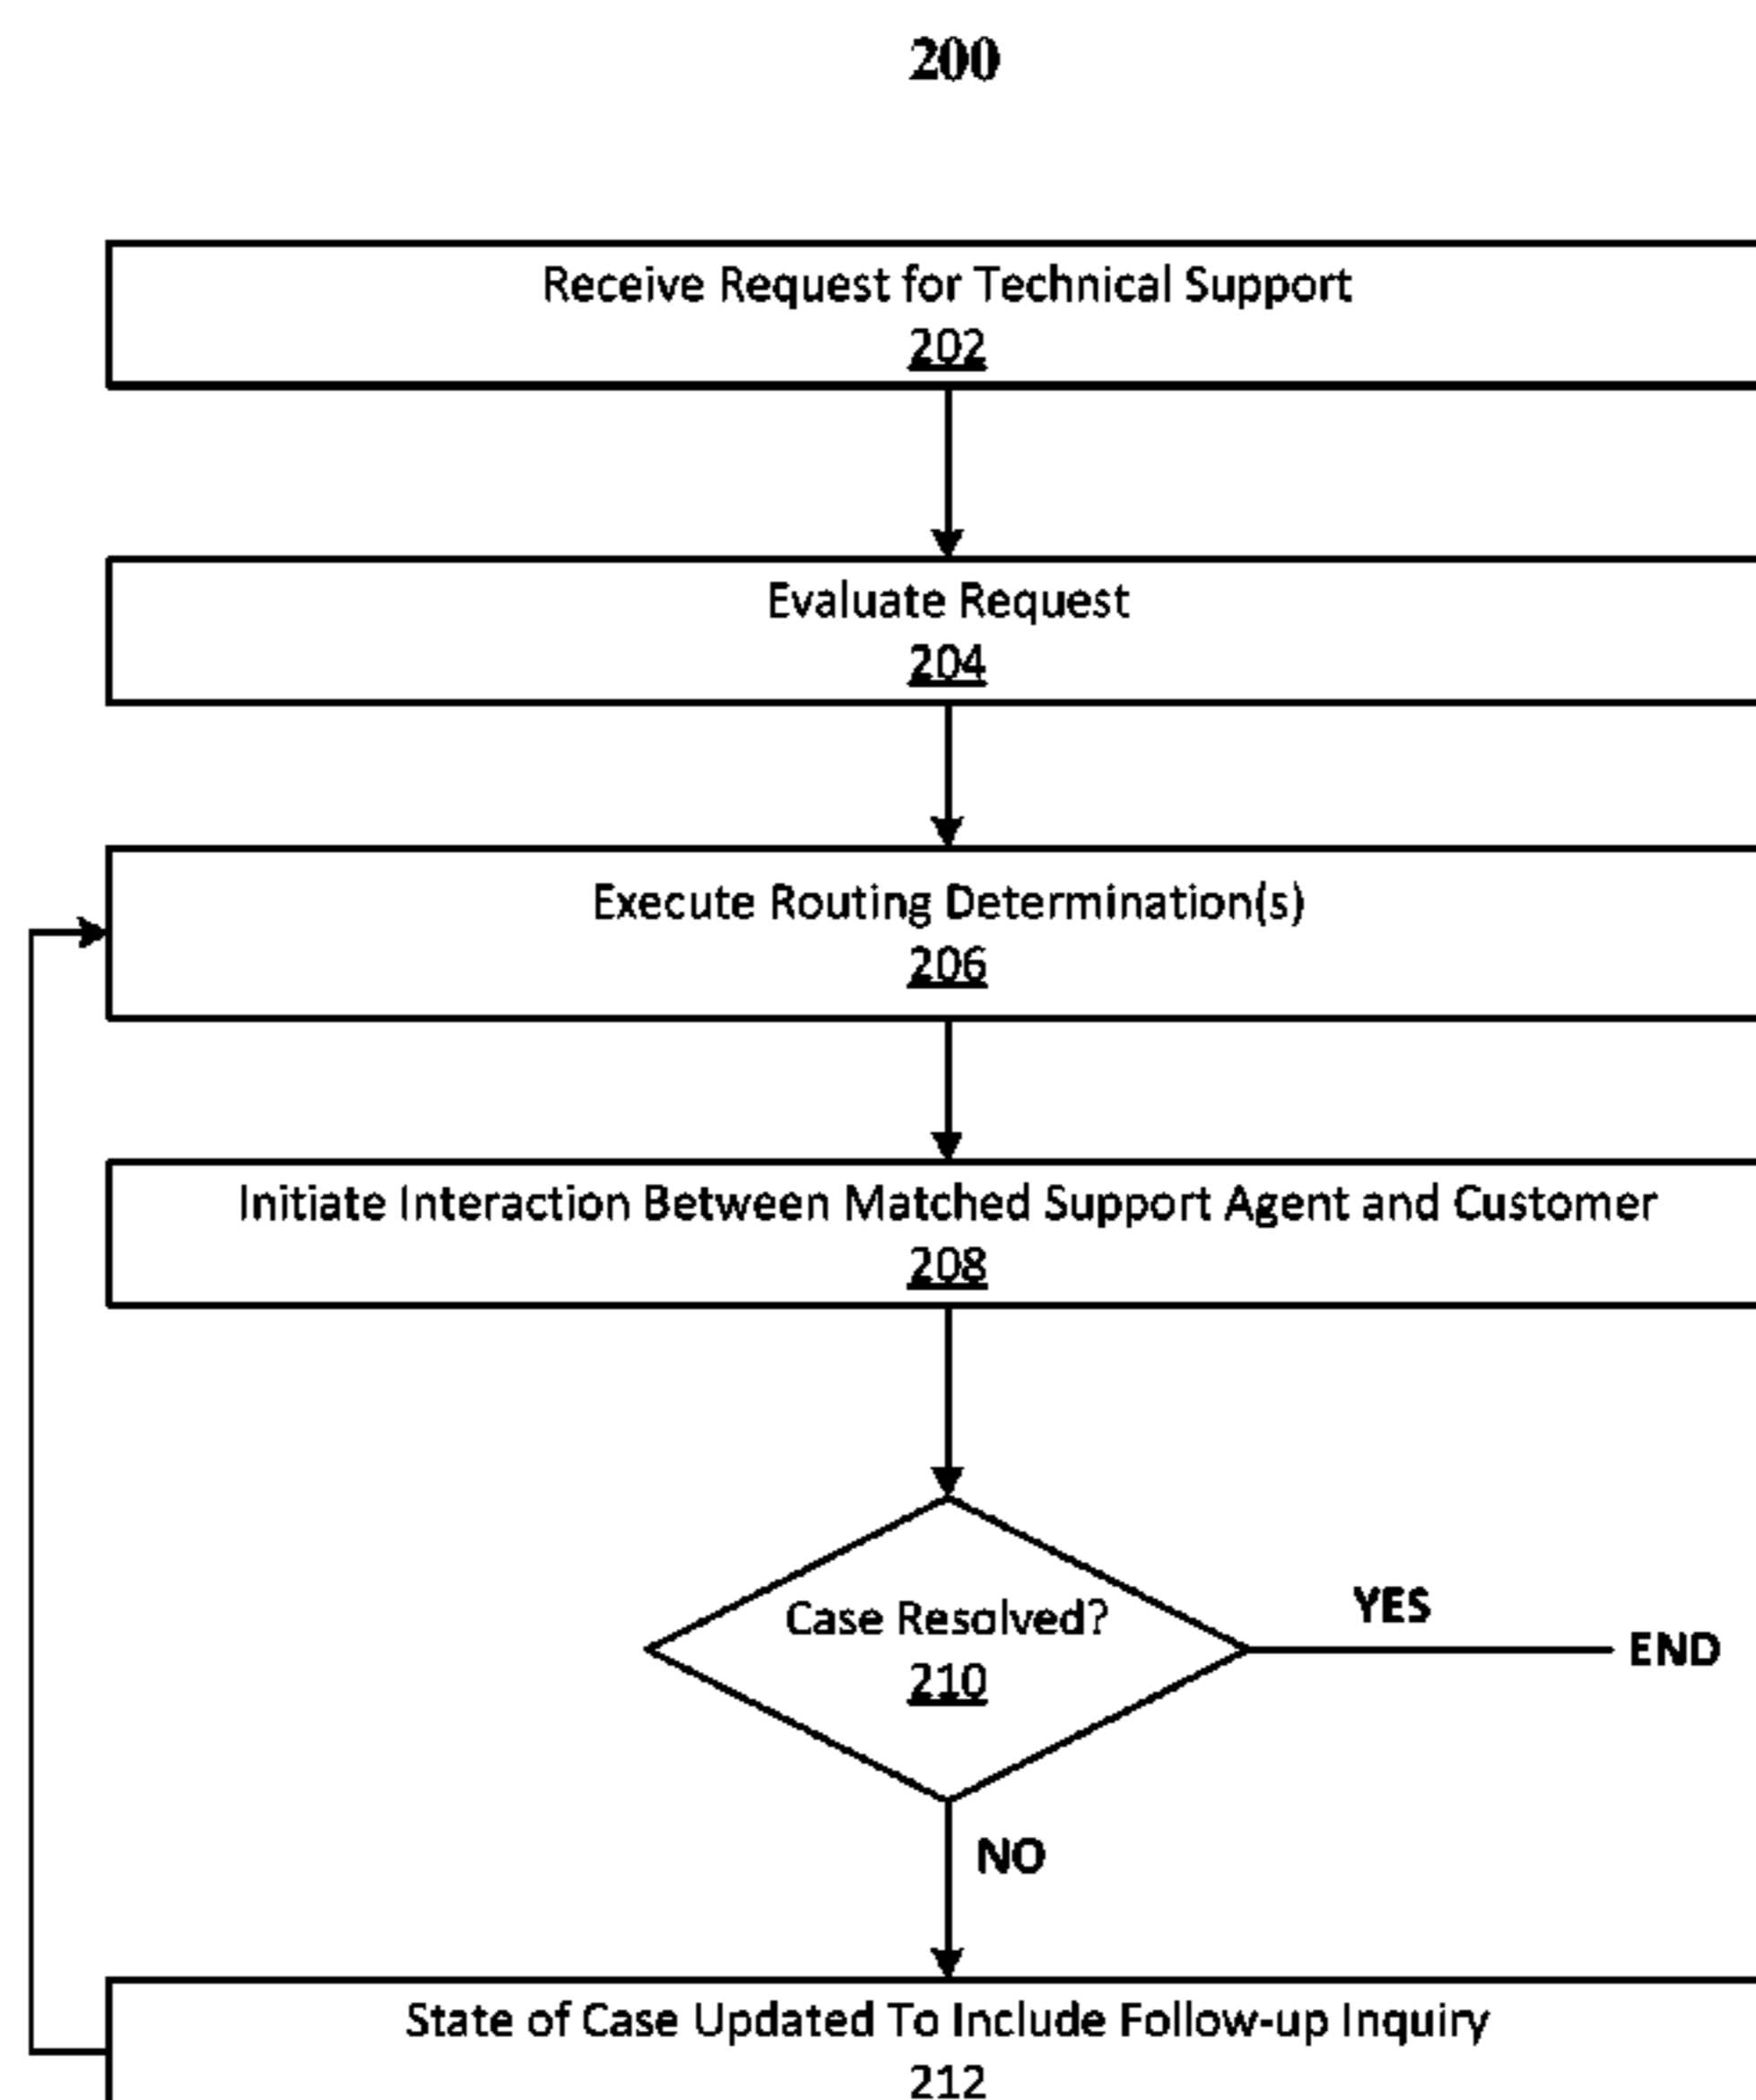 200
Receive Request for Technical Support
202
Evaluate Request
204
Execute Routing Determination(s)
206
Initiate Interaction Between Matched Support Agent and Customer
208
Case Resolved?
210
YES
END
NO
State of Case Updated To Include Follow-up Inquiry
212